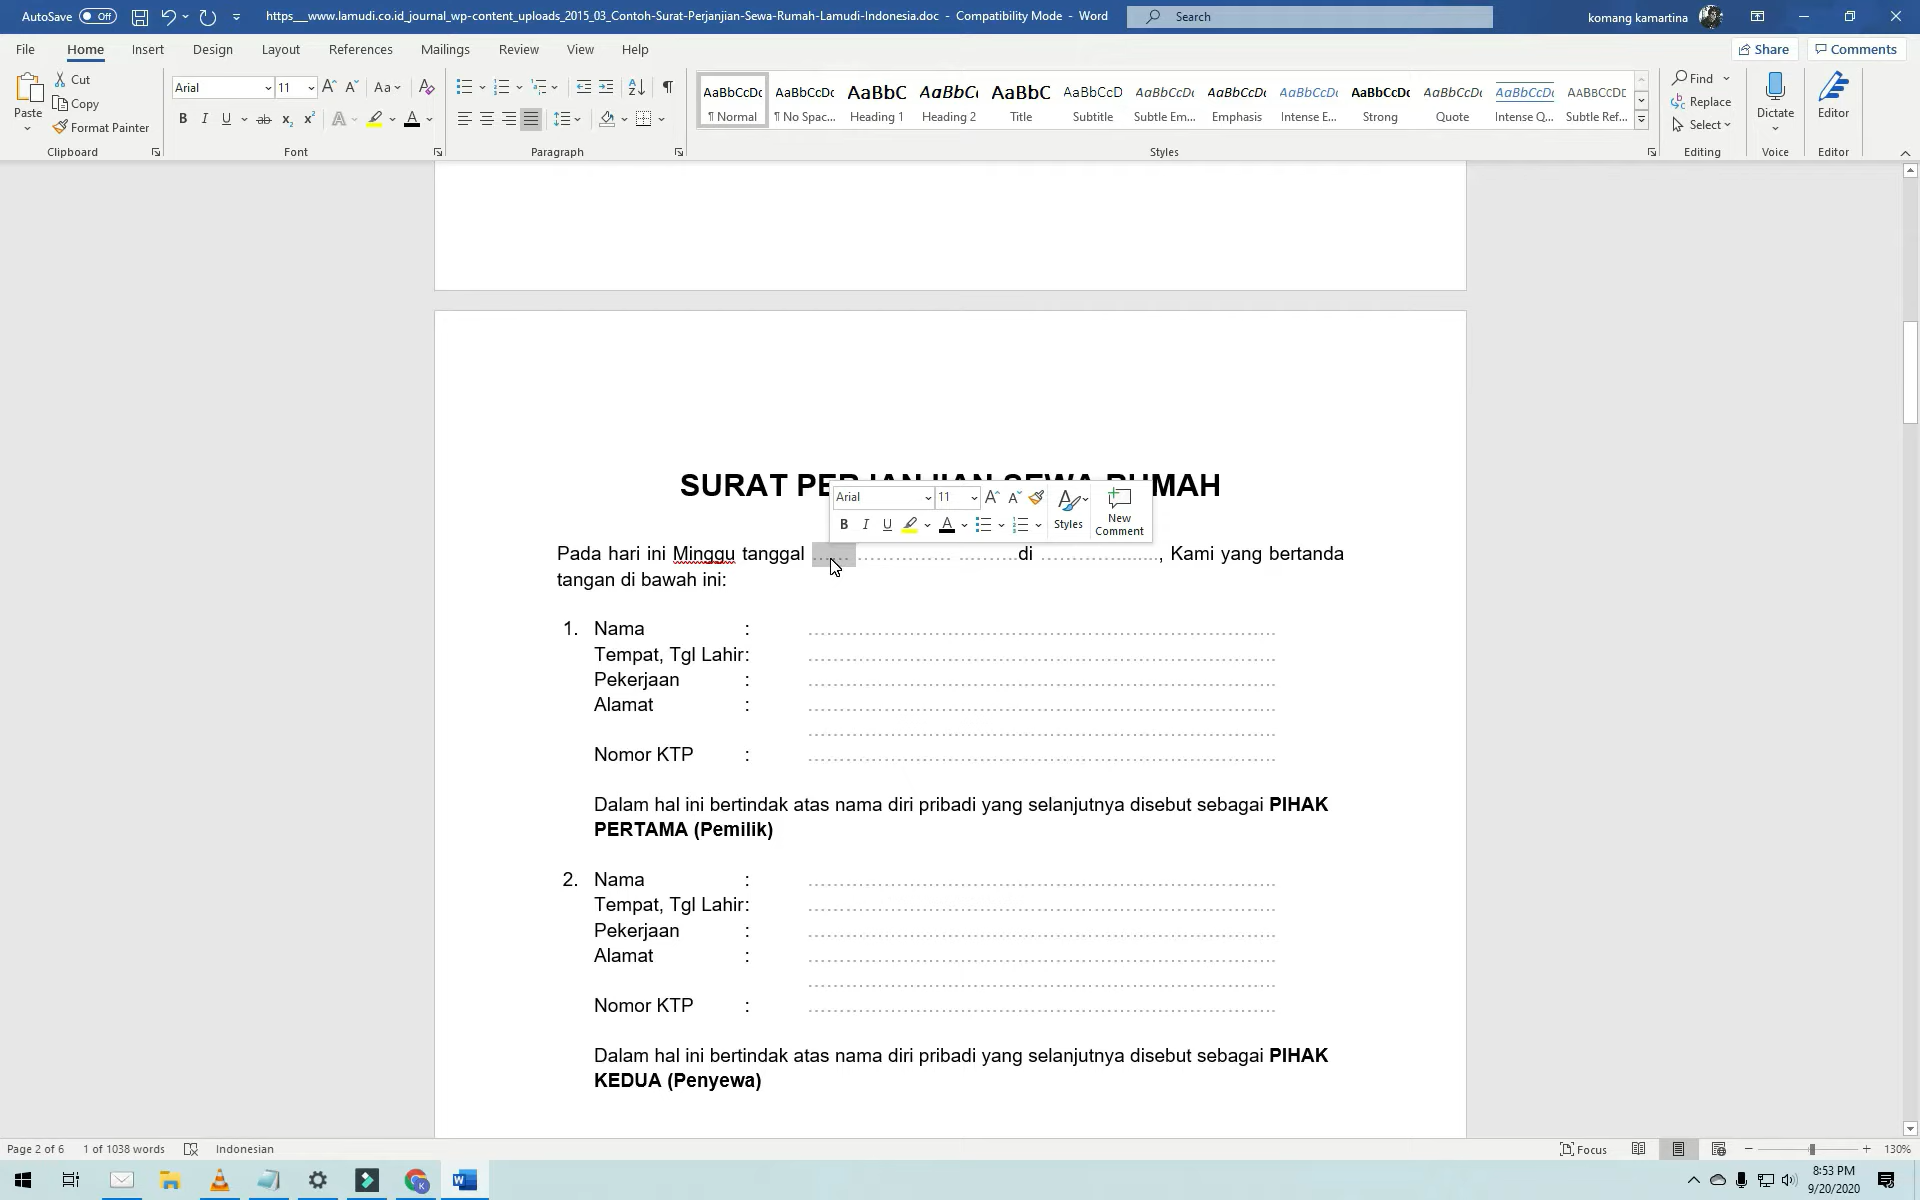 AutoSave Off https__www.lamudi.co.id_journal_wp-content_uploads_2015_03_Contoh-Surat-Perjanjian-Sewa-Rumah-Lamudi-Indonesia.doc - Compatibility Mode - Word Search komang kamartina
File Home Insert Design Layout References Mailings Review View Help Share Comments
Paste Cut Copy Format Painter
Clipboard
Arial 11
Font
Paragraph
AaBbCcDc AaBbCcDc AaBbC AaBbCc AaBbC AaBbCcD AaBbCcDc AaBbCcDc AaBbCcDc AaBbCcDc AaBbCcDc AaBbCcDc AaBbCcDc
¶ Normal ¶ No Spac... Heading 1 Heading 2 Title Subtitle Subtle Em... Emphasis Intense E... Strong Quote Intense Q... Subtle Ref...
Styles
Find Replace Select
Editing
Dictate
Voice
Editor
Editor
SURAT PERJANJIAN SEWA RUMAH
Arial 11
Styles New Comment
Pada hari ini Minggu tanggal ...... ................ ..........di ...................., Kami yang bertanda
tangan di bawah ini:
1. Nama : ................................................................................
Tempat, Tgl Lahir: ................................................................................
Pekerjaan : ................................................................................
Alamat : ................................................................................
................................................................................
Nomor KTP : ................................................................................
Dalam hal ini bertindak atas nama diri pribadi yang selanjutnya disebut sebagai PIHAK
PERTAMA (Pemilik)
2. Nama : ................................................................................
Tempat, Tgl Lahir: ................................................................................
Pekerjaan : ................................................................................
Alamat : ................................................................................
................................................................................
Nomor KTP : ................................................................................
Dalam hal ini bertindak atas nama diri pribadi yang selanjutnya disebut sebagai PIHAK
KEDUA (Penyewa)
Page 2 of 6 1 of 1038 words Indonesian Focus 130%
8:53 PM
9/20/2020